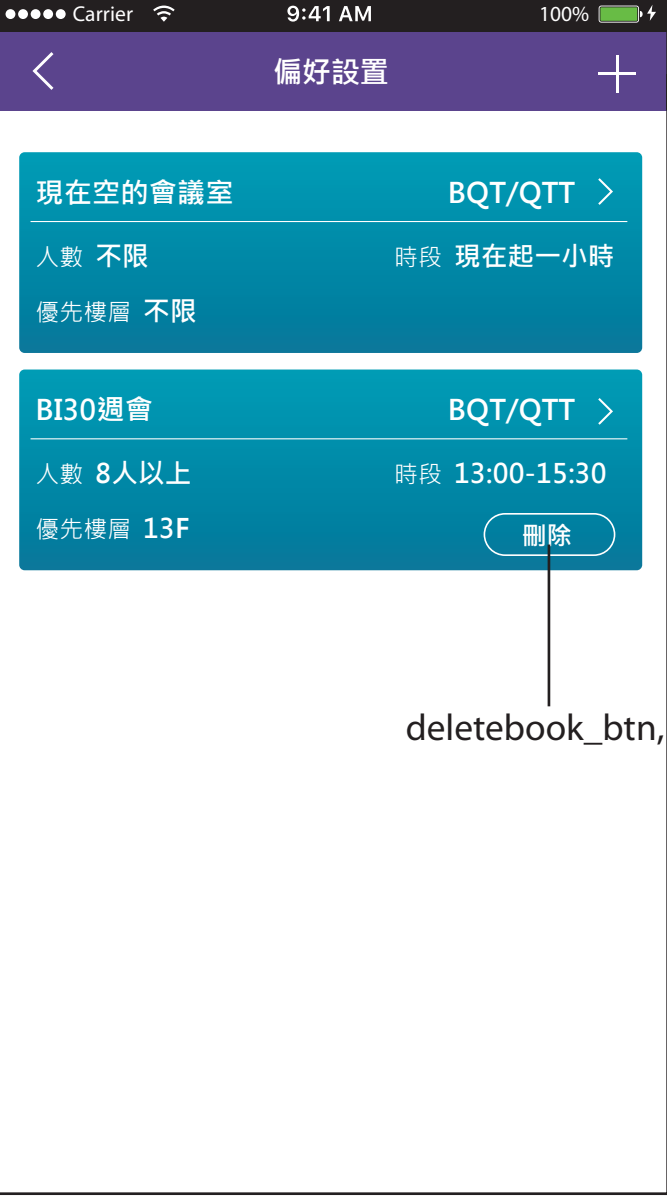 Carrier 9:41 AM 100%
偏好設置
現在空的會議室 BQT/QTT
人數 不限 時段 現在起一小時
優先樓層 不限
BI30週會 BQT/QTT
人數 8人以上 時段 13:00-15:30
優先樓層 13F 刪除
deletebook_btn,